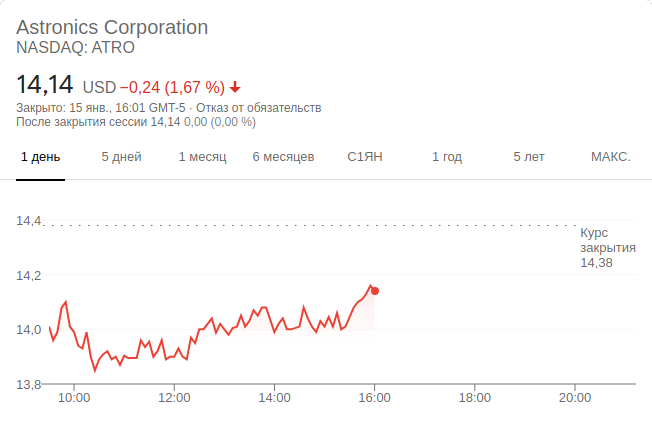 Astronics Corporation
NASDAQ: ATRO
14,14 USD −0,24 (1,67 %)
Закрыто: 15 янв., 16:01 GMT-5 · Отказ от обязательств
После закрытия сессии 14,14 0,00 (0,00 %)
1 день 5 дней 1 месяц 6 месяцев С1ЯН 1 год 5 лет МАКС.
14,4
Курс
закрытия
14,38
14,2
14,0
13,8
10:00 12:00 14:00 16:00 18:00 20:00